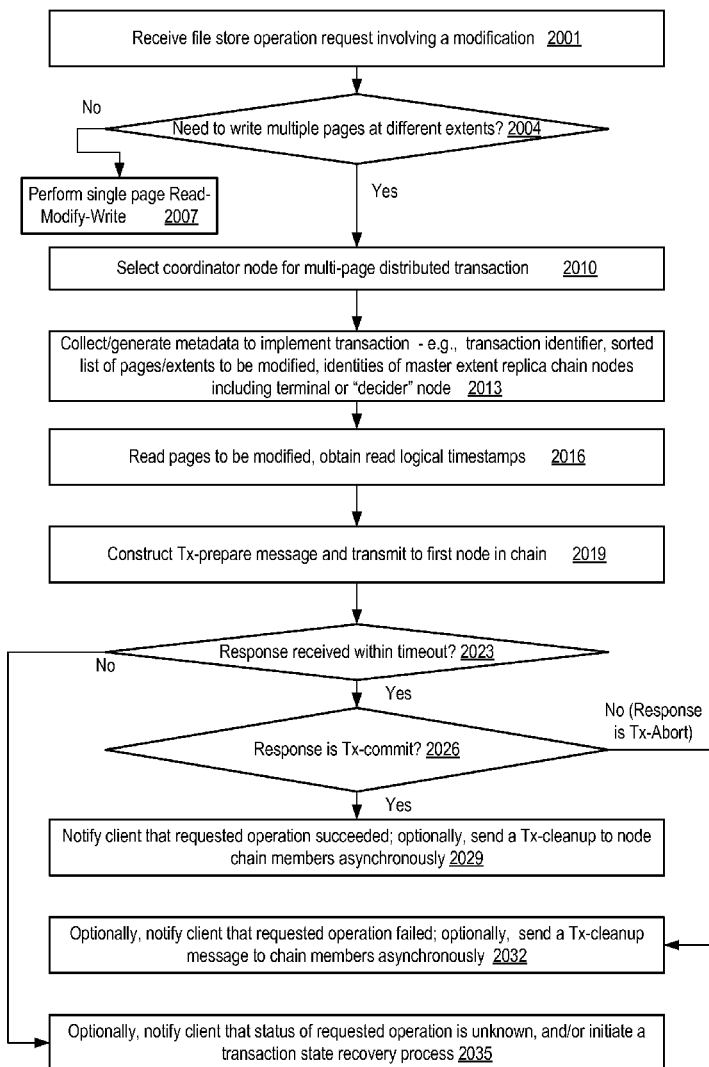 Receive file store operation request involving a modification 2001
No
Need to write multiple pages at different extents? 2004
Perform single page Read-
Modify-Write 2007
Yes
Select coordinator node for multi-page distributed transaction 2010
Collect/generate metadata to implement transaction - e.g., transaction identifier, sorted
list of pages/extents to be modified, identities of master extent replica chain nodes
including terminal or “decider” node 2013
Read pages to be modified, obtain read logical timestamps 2016
Construct Tx-prepare message and transmit to first node in chain 2019
Response received within timeout? 2023
No
Yes
No (Response
is Tx-Abort)
Response is Tx-commit? 2026
Yes
Notify client that requested operation succeeded; optionally, send a Tx-cleanup to node
chain members asynchronously 2029
Optionally, notify client that requested operation failed; optionally, send a Tx-cleanup
message to chain members asynchronously 2032
Optionally, notify client that status of requested operation is unknown, and/or initiate a
transaction state recovery process 2035